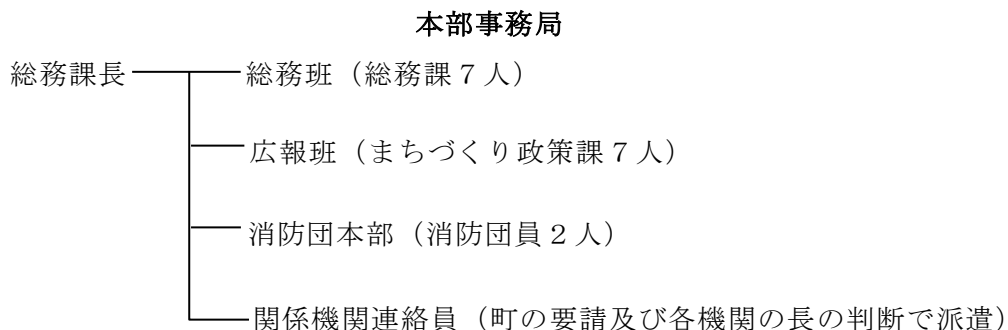 本部事務局
総務課長 総務班（総務課７人）
広報班（まちづくり政策課７人）
消防団本部（消防団員２人）
関係機関連絡員（町の要請及び各機関の長の判断で派遣）